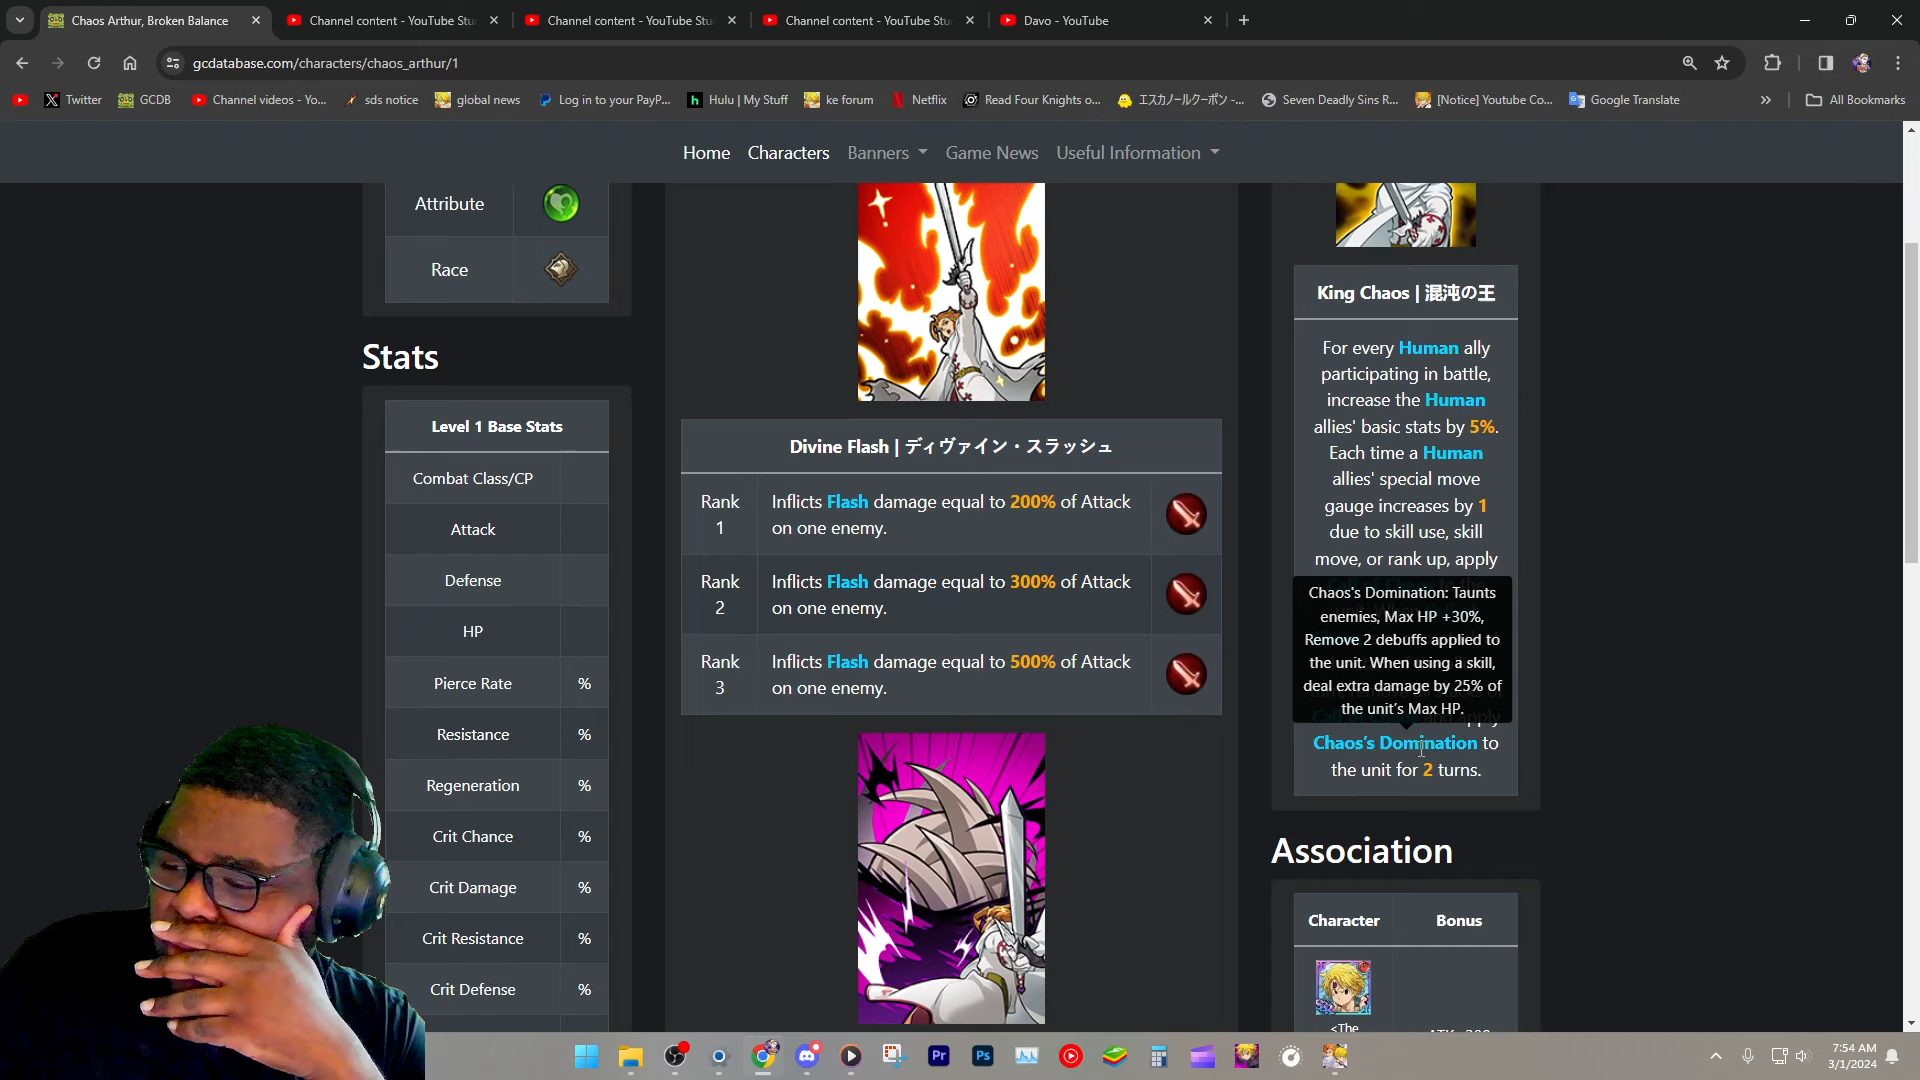 Chaos Arthur, Broken Balance
Channel content - YouTube Stu
Channel content - YouTube Stu
Channel content - YouTube Stu
Davo - YouTube
gcdatabase.com/characters/chaos_arthur/1
Twitter
GCDB
Channel videos - Yo...
sds notice
global news
Log in to your PayP...
Hulu | My Stuff
ke forum
Netflix
Read Four Knights o...
エスカノールクーポン -...
Seven Deadly Sins R...
[Notice] Youtube Co...
Google Translate
All Bookmarks
Home
Characters
Banners
Game News
Useful Information
Attribute
Race
Stats
Level 1 Base Stats
Combat Class/CP
Attack
Defense
HP
Pierce Rate %
Resistance %
Regeneration %
Crit Chance %
Crit Damage %
Crit Resistance %
Crit Defense %
Divine Flash | ディヴァイン・スラッシュ
Rank 1
Inflicts Flash damage equal to 200% of Attack
on one enemy.
Rank 2
Inflicts Flash damage equal to 300% of Attack
on one enemy.
Rank 3
Inflicts Flash damage equal to 500% of Attack
on one enemy.
King Chaos | 混沌の王
For every Human ally
participating in battle,
increase the Human
allies' basic stats by 5%.
Each time a Human
allies' special move
gauge increases by 1
due to skill use, skill
move, or rank up, apply
Chaos's Domination: Taunts
enemies, Max HP +30%,
Remove 2 debuffs applied to
the unit. When using a skill,
deal extra damage by 25% of
the unit's Max HP.
Chaos's Domination to
the unit for 2 turns.
Association
Character
Bonus
<The
7:54 AM
3/1/2024